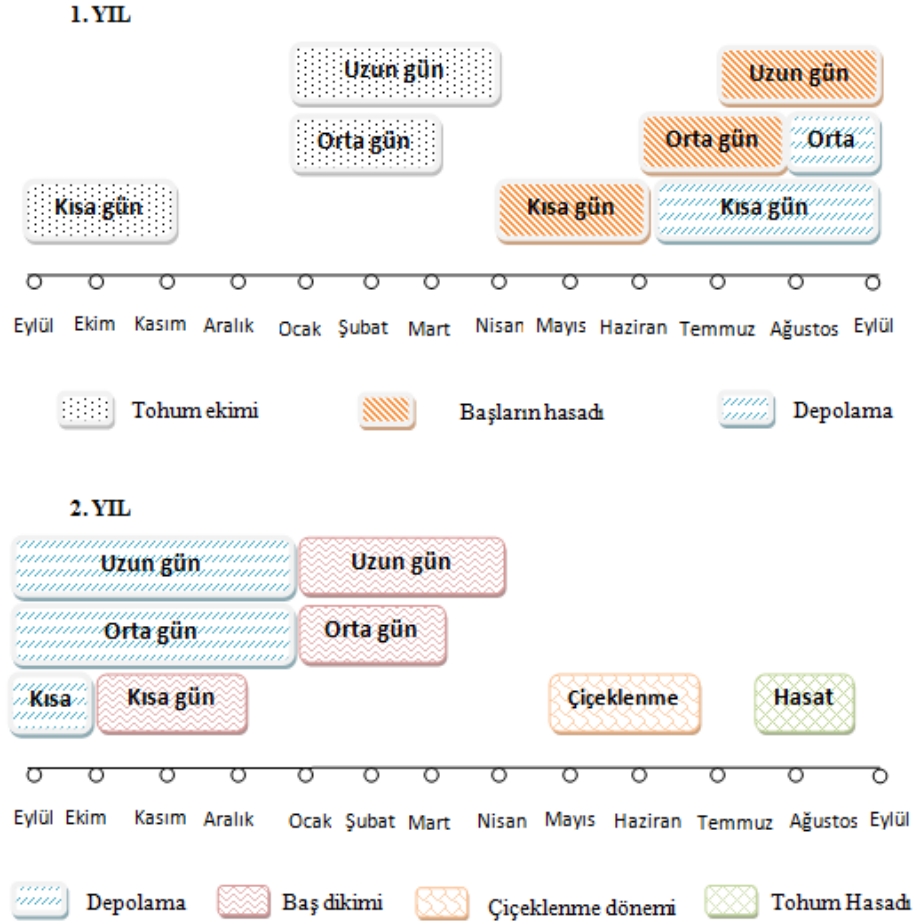 1. YIL
Uzun gün
Uzun gün
Orta gün
Orta gün
Orta
Kısa gün
Kısa gün
Kısa gün
Eylül Ekim Kasım Aralık Ocak Şubat Mart Nisan Mayıs Haziran Temmuz Ağustos Eylül
Tohum ekimi
Başların hasadı
Depolama
2. YIL
Uzun gün
Uzun gün
Orta gün
Orta gün
Kısa
Kısa gün
Çiçeklenme
Hasat
Eylül Ekim Kasım Aralık Ocak Şubat Mart Nisan Mayıs Haziran Temmuz Ağustos Eylül
Depolama
Baş dikimi
Çiçeklenme dönemi
Tohum Hasadı